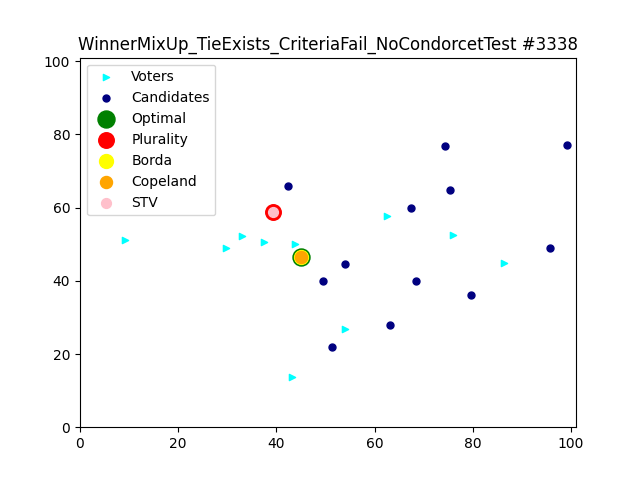 WinnerMixUp_TieExists_CriteriaFail_NoCondorcetTest #3338
100
80
60
40
20
0
Voters
Candidates
Optimal
Plurality
Borda
Copeland
STV
0 20 40 60 80 100